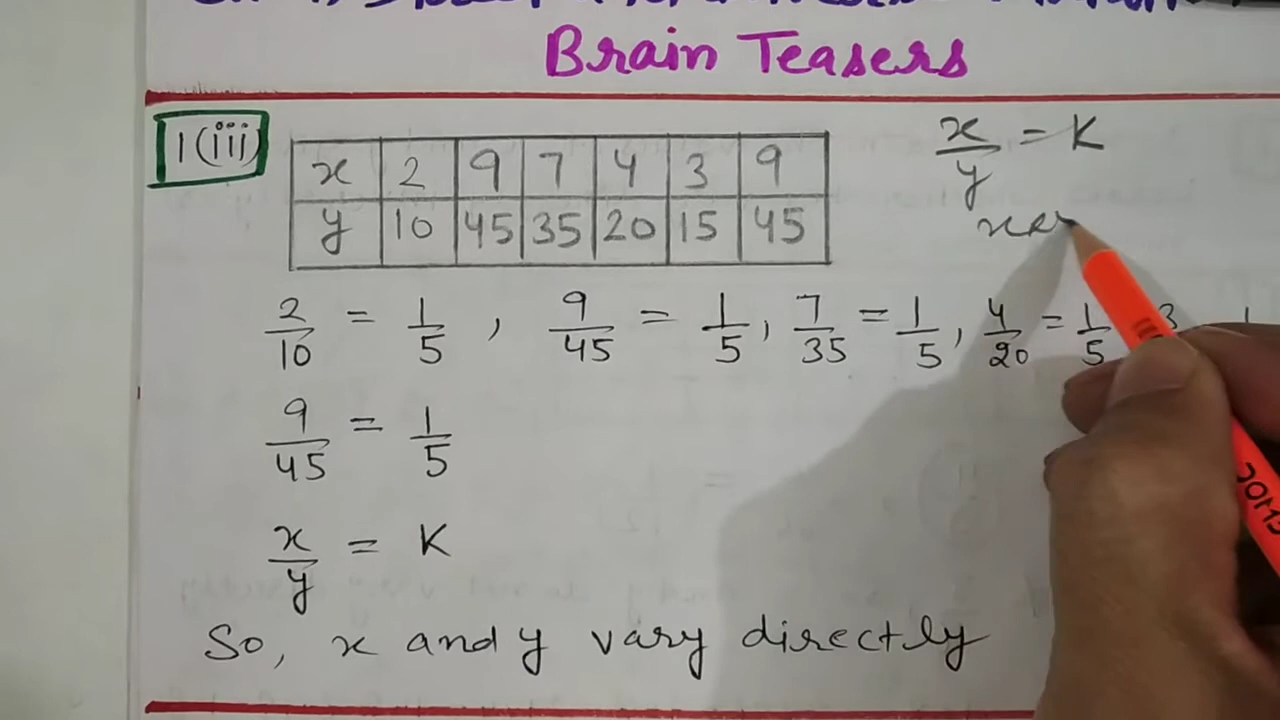 Brain Teasers
1(iii)
x 2 9 7 4 3 9
y 10 45 35 20 15 45
x/y = K
2/10 = 1/5, 9/45 = 1/5, 7/35 = 1/5, 4/20 = 1/5
9/45 = 1/5
x/y = K
So, x and y vary directly
DOMS